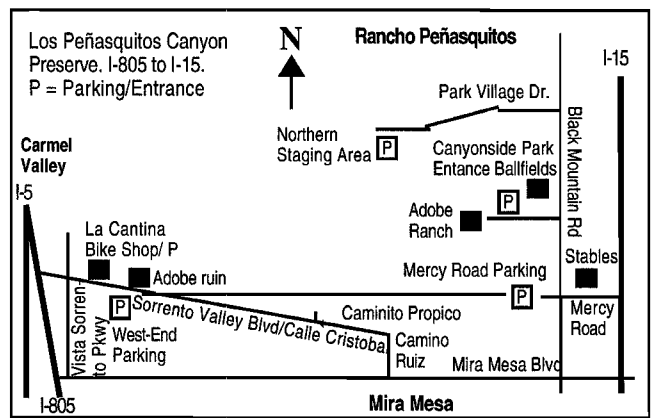 Los Peñasquitos Canyon
Preserve. I-805 to I-15.
P = Parking/Entrance
N
Rancho Peñasquitos
I-15
Park Village Dr.
Northern
Staging Area
P
Canyonside Park
Entance Ballfields
P
Black Mountain Rd
Carmel
Valley
I-5
Adobe
Ranch
La Cantina
Bike Shop/ P
Adobe ruin
Stables
Mercy Road Parking
P
Mercy
Road
P
West-End
Parking
Vista Sorren-
to Pkwy
Sorrento Valley Blvd/Calle Cristobal
Caminito Propico
Camino
Ruiz
Mira Mesa Blvd
I-805
Mira Mesa